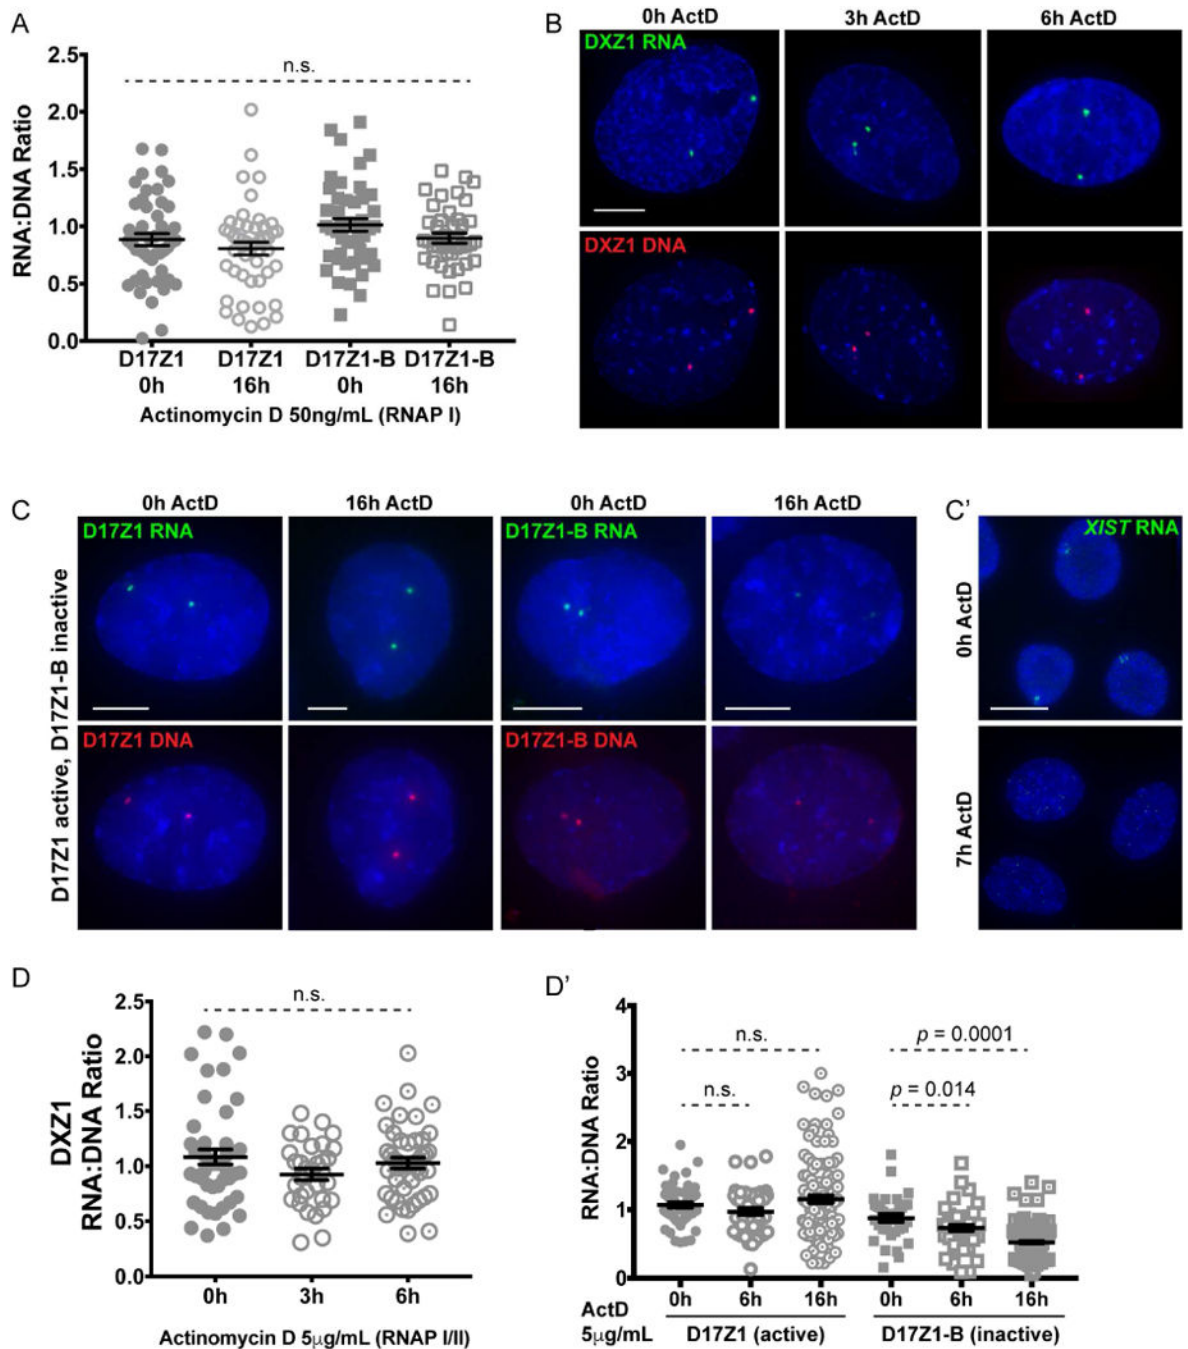 A
n.s.
RNA:DNA Ratio
2.5
2.0
1.5
1.0
0.5
0.0
D17Z1 D17Z1 D17Z1-B D17Z1-B
0h 16h 0h 16h
Actinomycin D 50ng/mL (RNAP I)
B
0h ActD 3h ActD 6h ActD
DXZ1 RNA
DXZ1 DNA
C
0h ActD 16h ActD 0h ActD 16h ActD
D17Z1 active, D17Z1-B inactive
D17Z1 RNA
D17Z1-B RNA
D17Z1 DNA
D17Z1-B DNA
C'
XIST RNA
0h ActD
7h ActD
D
n.s.
DXZ1
RNA:DNA Ratio
2.5
2.0
1.5
1.0
0.5
0.0
0h 3h 6h
Actinomycin D 5μg/mL (RNAP I/II)
D'
RNA:DNA Ratio
4
3
2
1
0
n.s.
n.s.
p = 0.0001
p = 0.014
0h 6h 16h 0h 6h 16h
ActD
5μg/mL
D17Z1 (active) D17Z1-B (inactive)